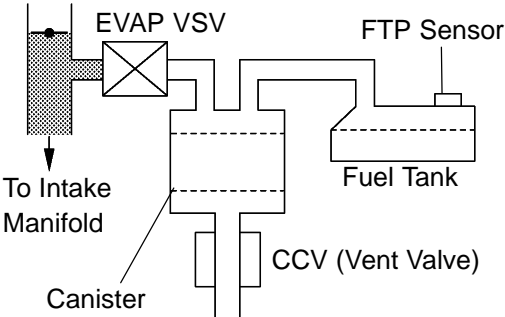 EVAP VSV
FTP Sensor
To Intake
Manifold
Fuel Tank
CCV (Vent Valve)
Canister